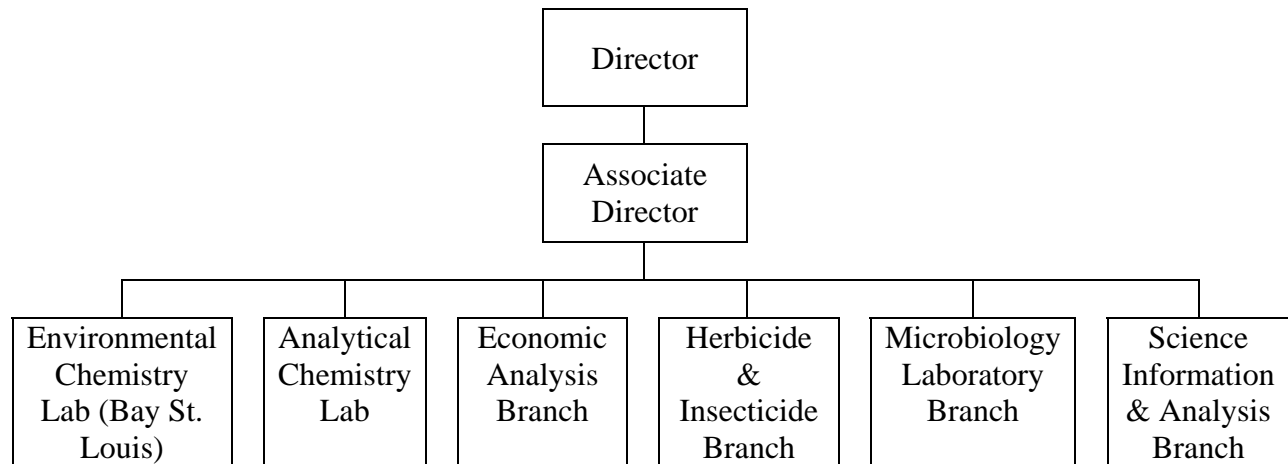 Director
Associate
Director
Environmental
Chemistry
Lab (Bay St.
Louis)
Analytical
Chemistry
Lab
Economic
Analysis
Branch
Herbicide
&
Insecticide
Branch
Microbiology
Laboratory
Branch
Science
Information
& Analysis
Branch